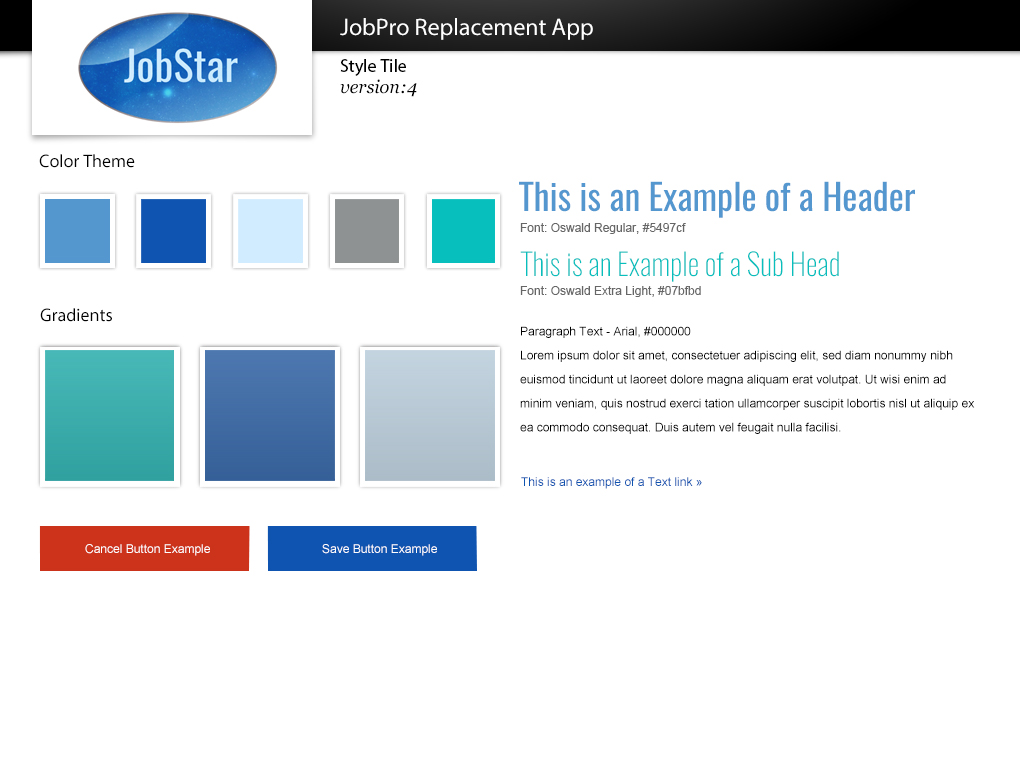 JobStar
JobPro Replacement App
Style Tile
version:4
Color Theme
Gradients
Cancel Button Example
Save Button Example
This is an Example of a Header
Font: Oswald Regular, #5497cf
This is an Example of a Sub Head
Font: Oswald Extra Light, #07bfbd
Paragraph Text - Arial, #000000
Lorem ipsum dolor sit amet, consectetuer adipiscing elit, sed diam nonummy nibh
euismod tincidunt ut laoreet dolore magna aliquam erat volutpat. Ut wisi enim ad
minim veniam, quis nostrud exerci tation ullamcorper suscipit lobortis nisl ut aliquip ex
ea commodo consequat. Duis autem vel feugait nulla facilisi.
This is an example of a Text link »